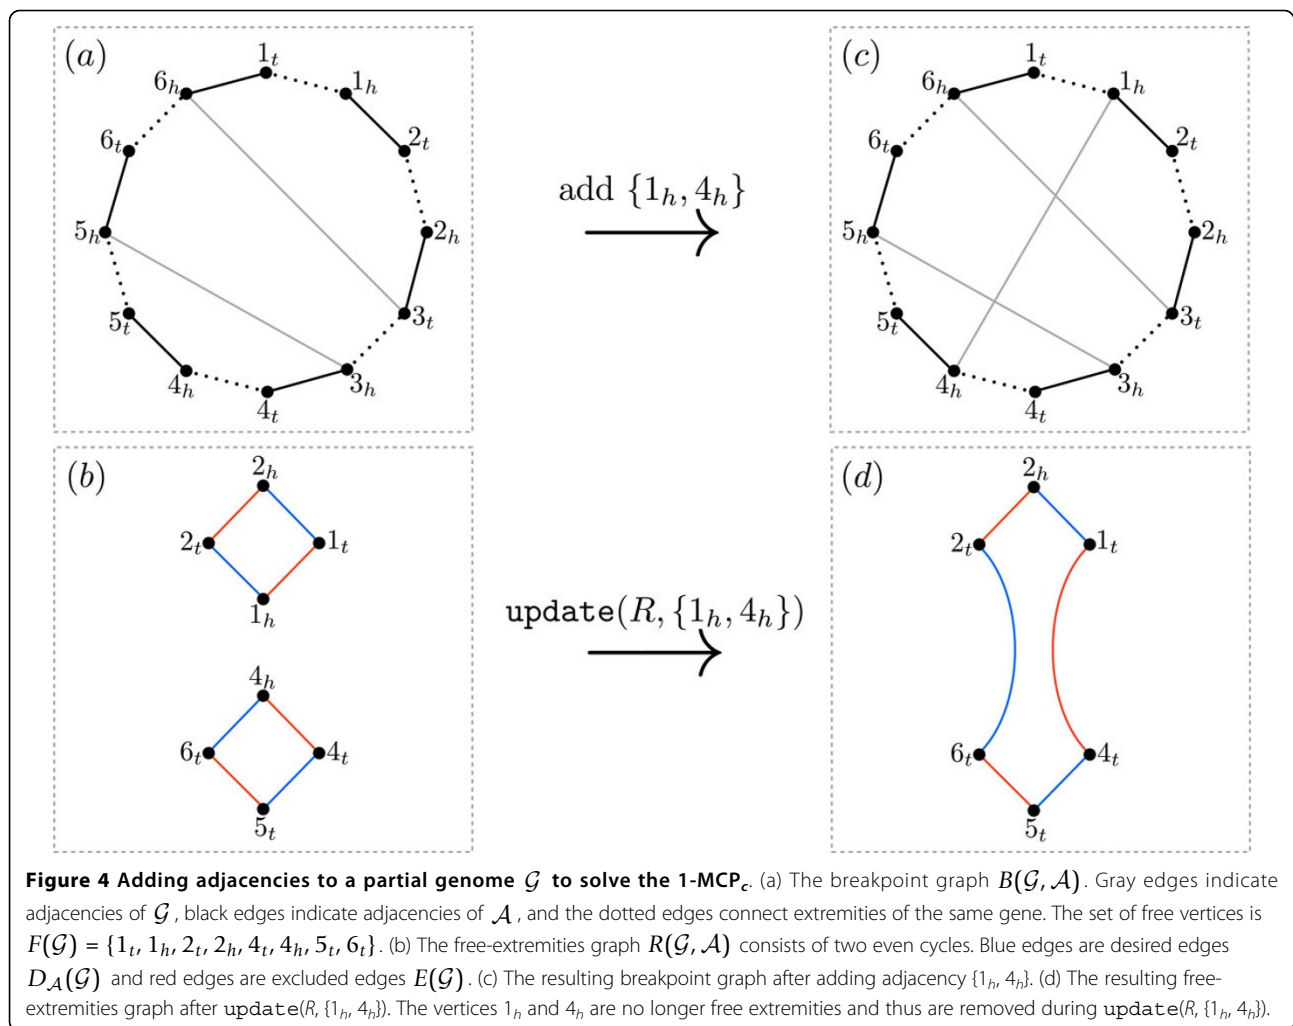 (a)
1t
1h
6h
2t
6t
5h
2h
5t
3t
4h
3h
4t
add {1h, 4h}
(c)
1t
1h
6h
2t
6t
5h
2h
5t
3t
4h
3h
4t
(b)
2h
2t
1t
1h
4h
6t
4t
5t
update(R, {1h, 4h})
(d)
2h
2t
1t
6t
4t
5t
Figure 4 Adding adjacencies to a partial genome 𝒢 to solve the 1-MCPc. (a) The breakpoint graph B(𝒢, 𝒜). Gray edges indicate
adjacencies of 𝒢, black edges indicate adjacencies of 𝒜, and the dotted edges connect extremities of the same gene. The set of free vertices is
F(𝒢) = {1t, 1h, 2t, 2h, 4t, 4h, 5t, 6t}. (b) The free-extremities graph R(𝒢, 𝒜) consists of two even cycles. Blue edges are desired edges
D𝒜(𝒢) and red edges are excluded edges E(𝒢). (c) The resulting breakpoint graph after adding adjacency {1h, 4h}. (d) The resulting free-
extremities graph after update(R, {1h, 4h}). The vertices 1h and 4h are no longer free extremities and thus are removed during update(R, {1h, 4h}).